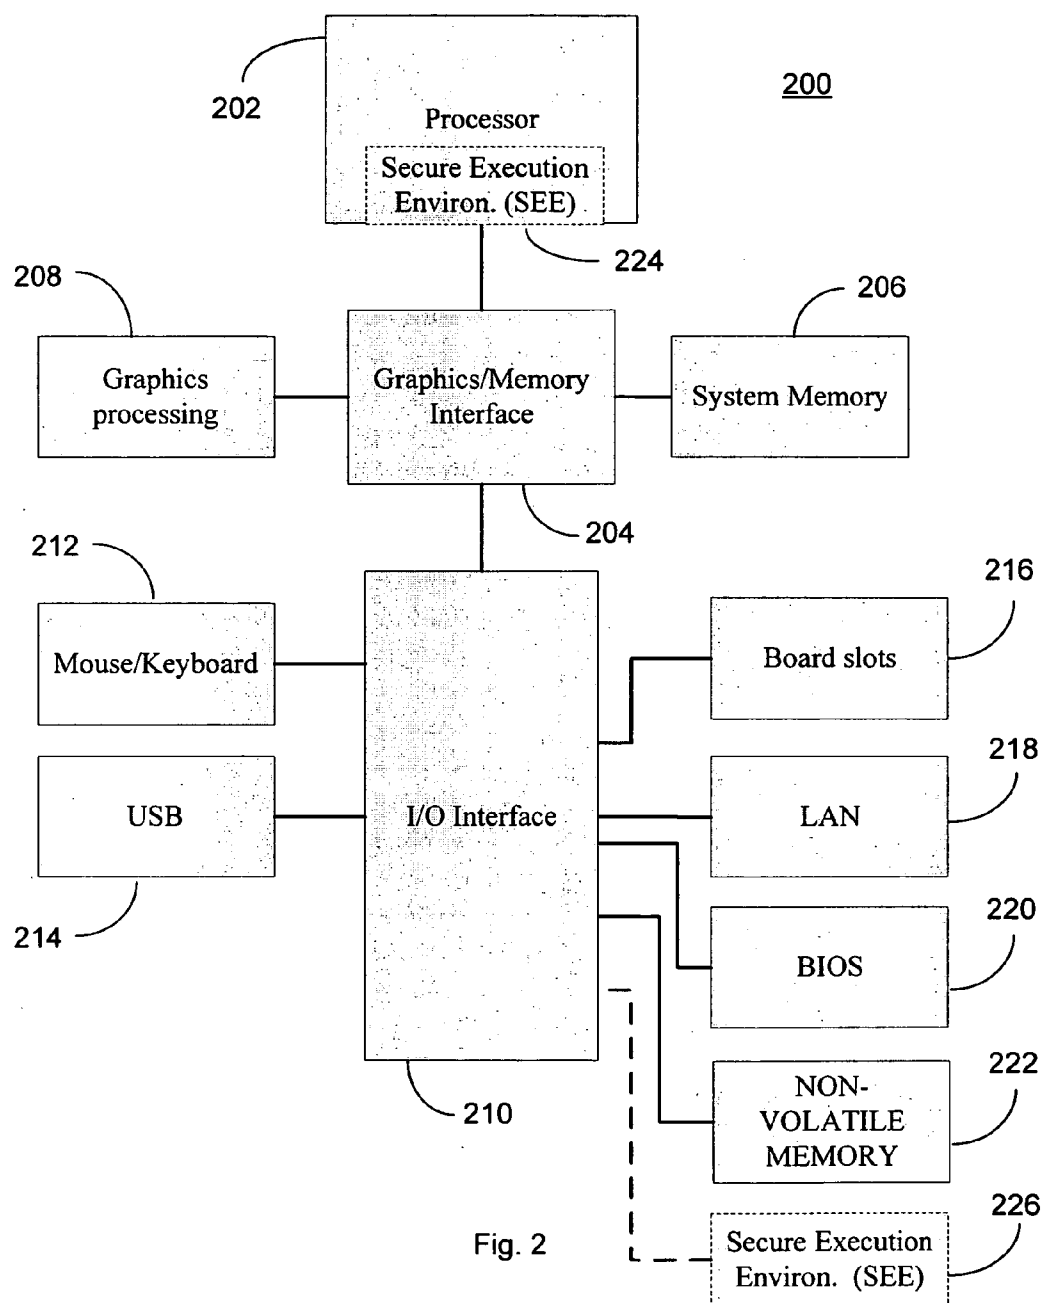 200
202
Processor
Secure Execution
Environ. (SEE)
224
208
206
Graphics
processing
Graphics/Memory
Interface
System Memory
204
212
216
Mouse/Keyboard
Board slots
218
USB
I/O Interface
LAN
214
220
BIOS
222
210
NON-
VOLATILE
MEMORY
226
Fig. 2
Secure Execution
Environ. (SEE)